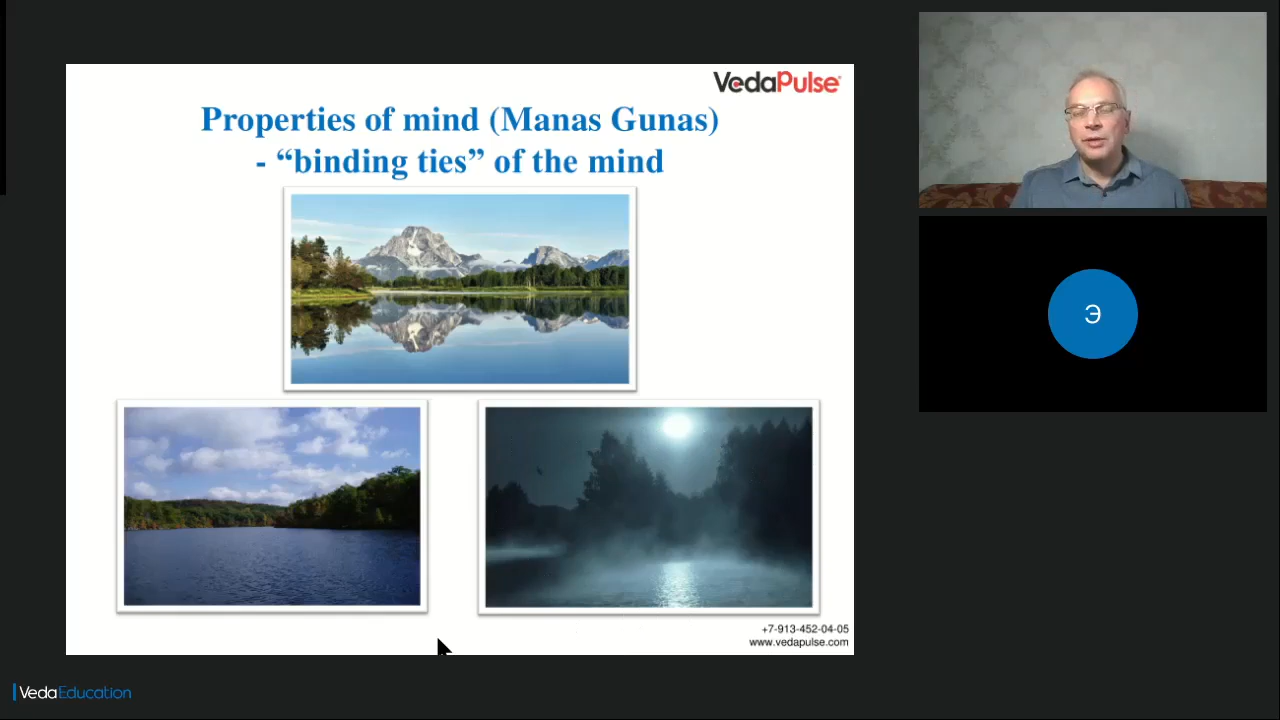 VedaPulse
Properties of mind (Manas Gunas)
- “binding ties” of the mind
Э
+7-913-452-04-05
www.vedapulse.com
VedaEducation